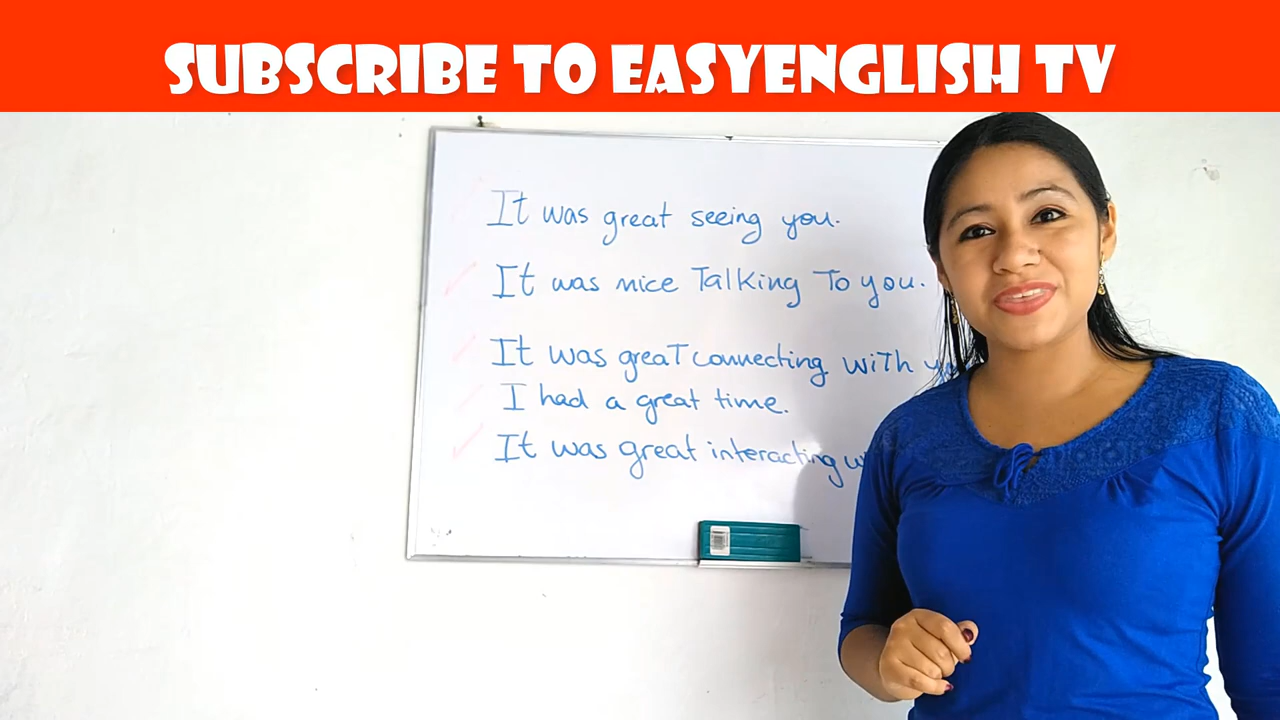 SUBSCRIBE TO EASYENGLISH TV
It was great seeing you.
It was nice Talking To you.
It was greaT connecting wiTh
I had a great time.
It was great interacting